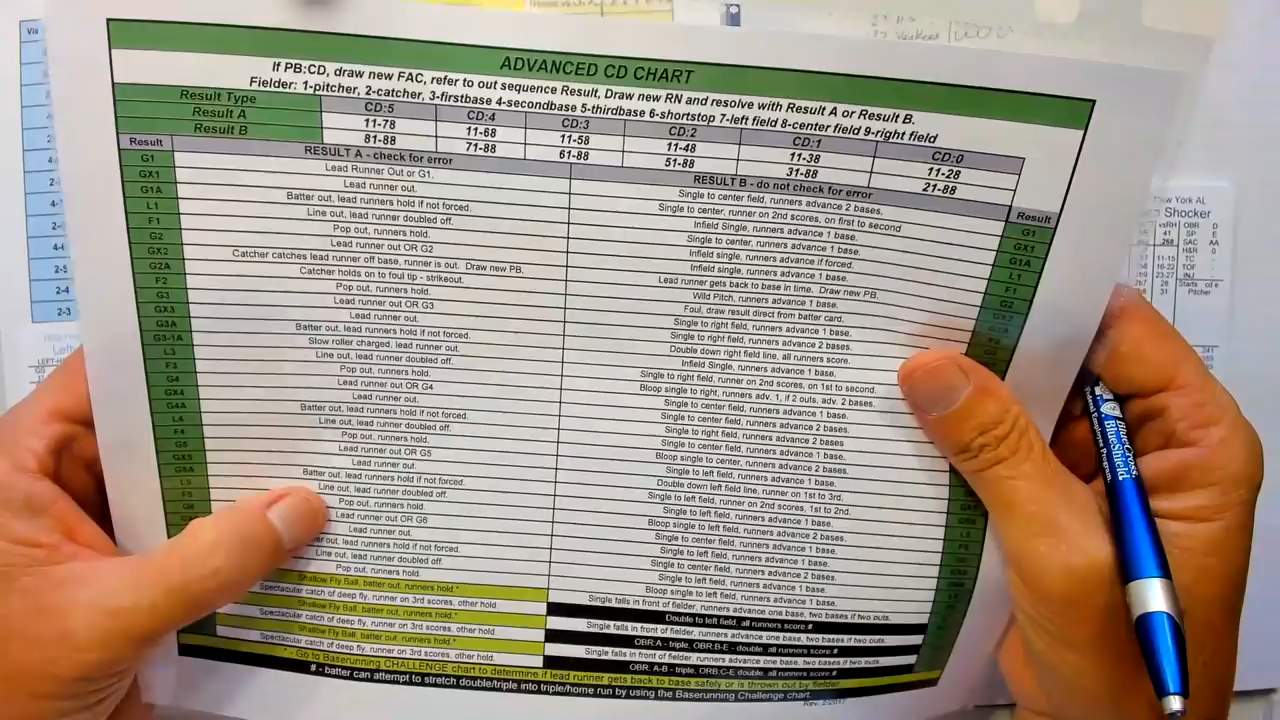 ADVANCED CD CHART
If PB:CD, draw new FAC, refer to out sequence Result, Draw new RN and resolve with Result A or Result B.
Fielder: 1-pitcher, 2-catcher, 3-firstbase 4-secondbase 5-thirdbase 6-shortstop 7-left field 8-center field 9-right field
Result Type CD:5 CD:4 CD:3 CD:2 CD:1 CD:0
Result A 11-78 11-68 11-58 11-48 11-38 11-28
Result B 81-88 71-88 61-88 51-88 31-88 21-88
Result RESULT A - check for error RESULT B - do not check for error Result
G1 Lead Runner Out or G1. Single to center field, runners advance 2 bases. G1
GX1 Lead runner out. Single to center, runner on 2nd scores, on first to second GX1
G1A Batter out, lead runners hold if not forced. Infield Single, runners advance 1 base. G1A
L1 Line out, lead runner doubled off. Single to center, runners advance 1 base. L1
F1 Pop out, runners hold. Infield single, runners advance if forced. F1
G2 Lead runner out OR G2 Infield single, runners advance 1 base. G2
GX2 Catcher catches lead runner off base, runner is out. Draw new PB. Lead runner gets back to base in time. Draw new PB. GX2
G2A Catcher holds on to foul tip - strikeout. Wild Pitch, runners advance 1 base.
F2 Pop out, runners hold. Foul, draw result direct from batter card.
G3 Lead runner out OR G3 Single to right field, runners advance 1 base.
GX3 Lead runner out. Single to right field, runners advance 2 bases.
G3A Batter out, lead runners hold if not forced. Double down right field line, all runners score.
G3-1A Slow roller charged, lead runner out. Infield Single, runners advance 1 base.
L3 Line out, lead runner doubled off. Single to right field, runner on 2nd scores, on 1st to second.
F3 Pop out, runners hold. Bloop single to right, runners adv. 1, if 2 outs, adv. 2 bases.
G4 Lead runner out OR G4 Single to center field, runners advance 1 base.
GX4 Lead runner out. Single to center field, runners advance 2 bases.
G4A Batter out, lead runners hold if not forced. Single to right field, runners advance 2 bases
L4 Line out, lead runner doubled off. Single to center field, runners advance 1 base.
F4 Pop out, runners hold. Bloop single to center, runners advance 2 bases.
G5 Lead runner out OR G5 Single to left field, runners advance 1 base.
GX5 Lead runner out. Double down left field line, runner on 1st to 3rd.
G5A Batter out, lead runners hold if not forced. Single to left field, runner on 2nd scores, 1st to 2nd.
L5 Line out, lead runner doubled off. Single to left field, runners advance 1 base.
F5 Pop out, runners hold. Bloop single to left field, runners advance 1 base.
G6 Lead runner out OR G6 Single to center field, runners advance 1 base.
Lead runner out. Single to left field, runners advance 1 base.
out, lead runners hold if not forced. Single to center field, runners advance 2 bases.
Line out, lead runner doubled off. Single to left field, runners advance 1 base.
Pop out, runners hold. Bloop single to left field, runners advance 1 base.
Shallow Fly Ball, batter out, runners hold * Single falls in front of fielder, runners advance one base, two bases if two outs.
Spectacular catch of deep fly, runner on 3rd scores, other hold Double to left field, all runners score.#
Shallow Fly Ball, batter out, runners hold.* Single falls in front of fielder, runners advance one base, two bases if two outs.
Spectacular catch of deep fly, runner on 3rd scores, other hold. OBR:A - triple, OBR:B-E - double, all runners score #
Shallow Fly Ball, batter out, runners hold.* Single falls in front of fielder, runners advance one base, two bases if two outs.
Spectacular catch of deep fly, runner on 3rd scores, other hold. OBR: A-B - triple, ORB:C-E double, all runners score.#
* - Go to Baserunning CHALLENGE chart to determine if lead runner gets back to base safely or is thrown out by fielder.
# - batter can attempt to stretch double/triple into triple/home run by using the Baserunning Challenge chart.
Rev. 2/2017
New York AL
Shocker
BlueCross
BlueShield
Federal Employee Program.